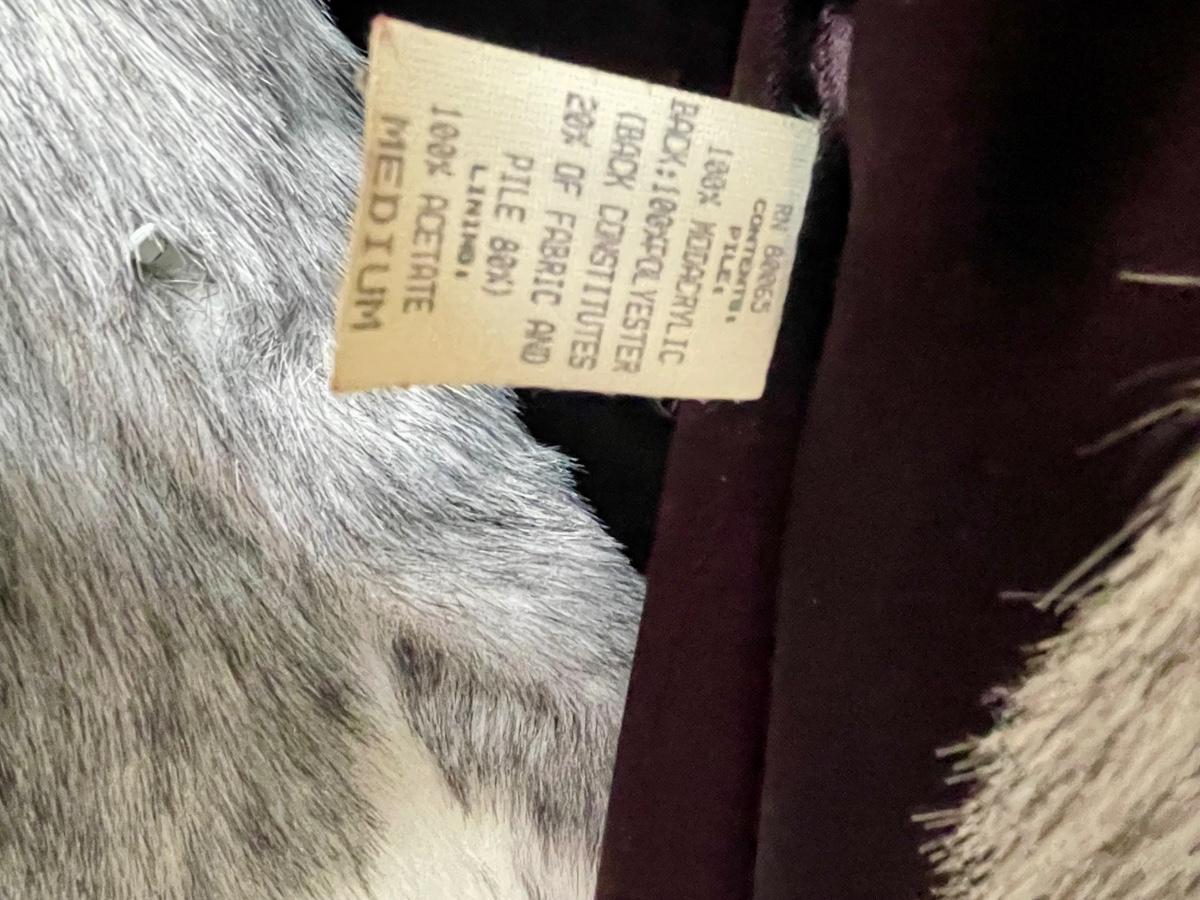 RN 80065
CONTENTS:
PILE:
100% MODACRYLIC
BACK:100%POLYESTER
(BACK CONSTITUTES
20% OF FABRIC AND
PILE 80%)
LINING:
100% ACETATE
MEDIUM